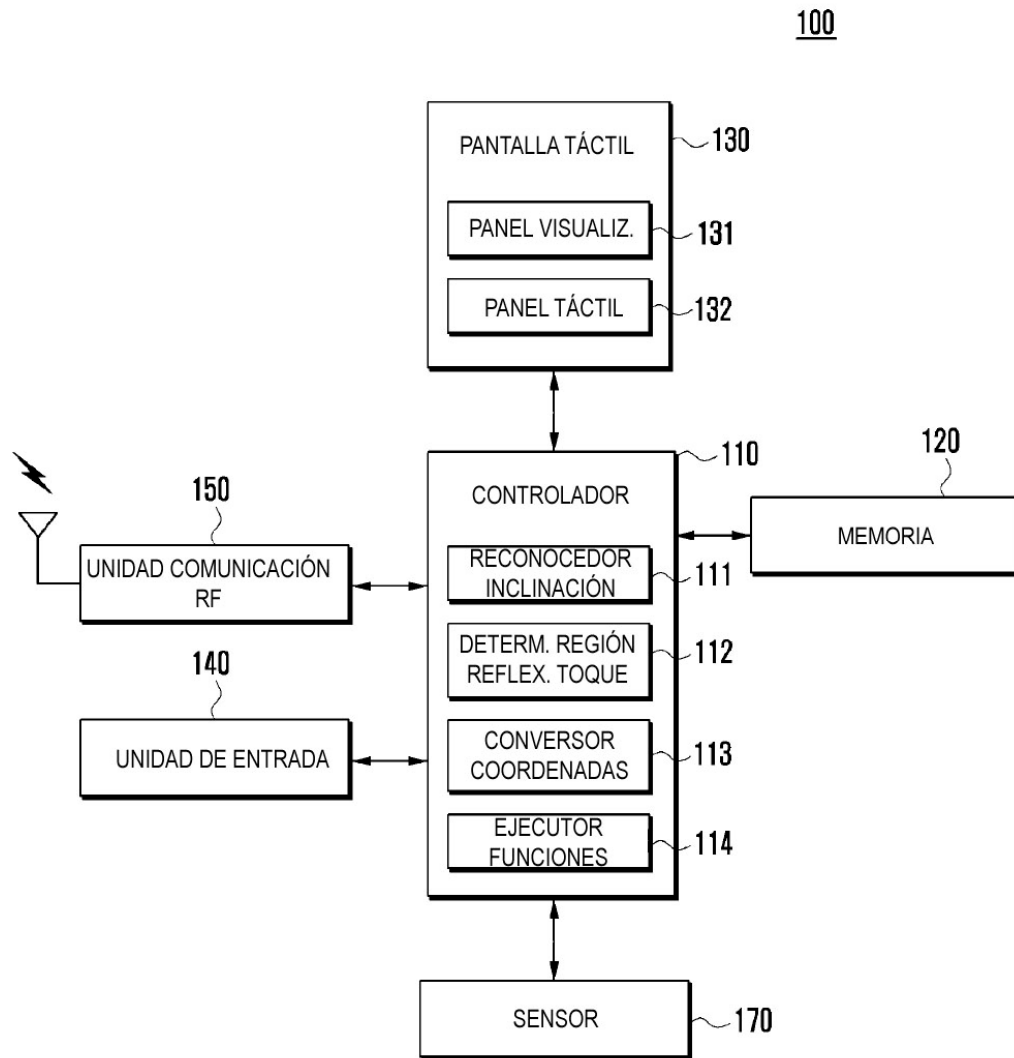 100
PANTALLA TÁCTIL
130
PANEL VISUALIZ.
131
PANEL TÁCTIL
132
110
120
CONTROLADOR
MEMORIA
150
UNIDAD COMUNICACIÓN
RF
RECONOCEDOR
INCLINACIÓN
111
DETERM. REGIÓN
REFLEX. TOQUE
112
140
UNIDAD DE ENTRADA
CONVERSOR
COORDENADAS
113
EJECUTOR
FUNCIONES
114
SENSOR
170